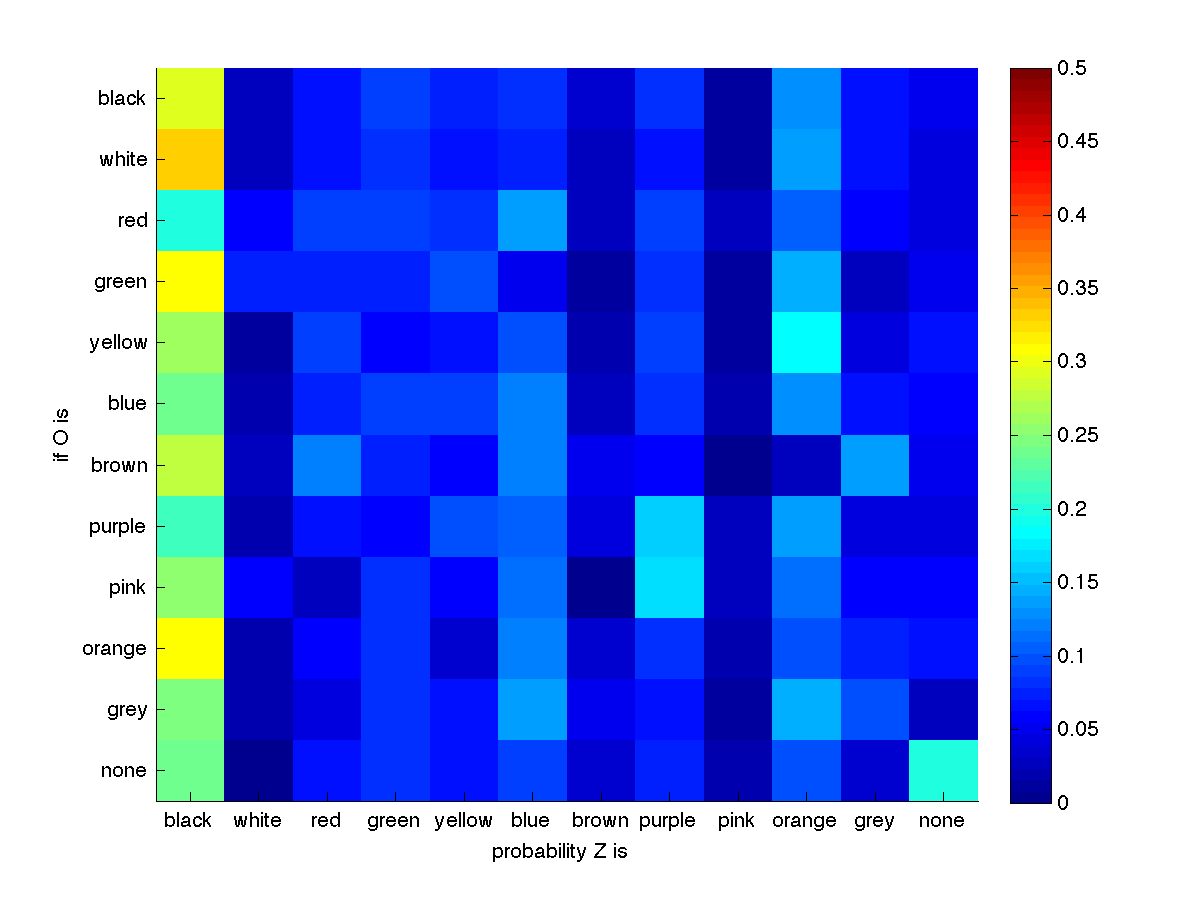 black
white
red
green
yellow
blue
brown
purple
pink
orange
grey
none
if O is
black white red green yellow blue brown purple pink orange grey none
probability Z is
0.5
0.45
0.4
0.35
0.3
0.25
0.2
0.15
0.1
0.05
0